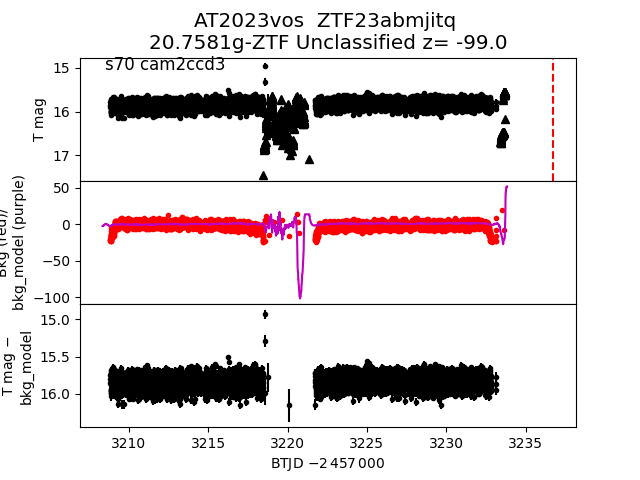 AT2023vos  ZTF23abmjitq
20.7581g-ZTF Unclassified z= -99.0
s70 cam2ccd3
15
16
17
T mag
50
0
−50
−100
Bkg (red)/
bkg_model (purple)
15.0
15.5
16.0
T mag −
bkg_model
3210 3215 3220 3225 3230 3235
BTJD −2 457 000